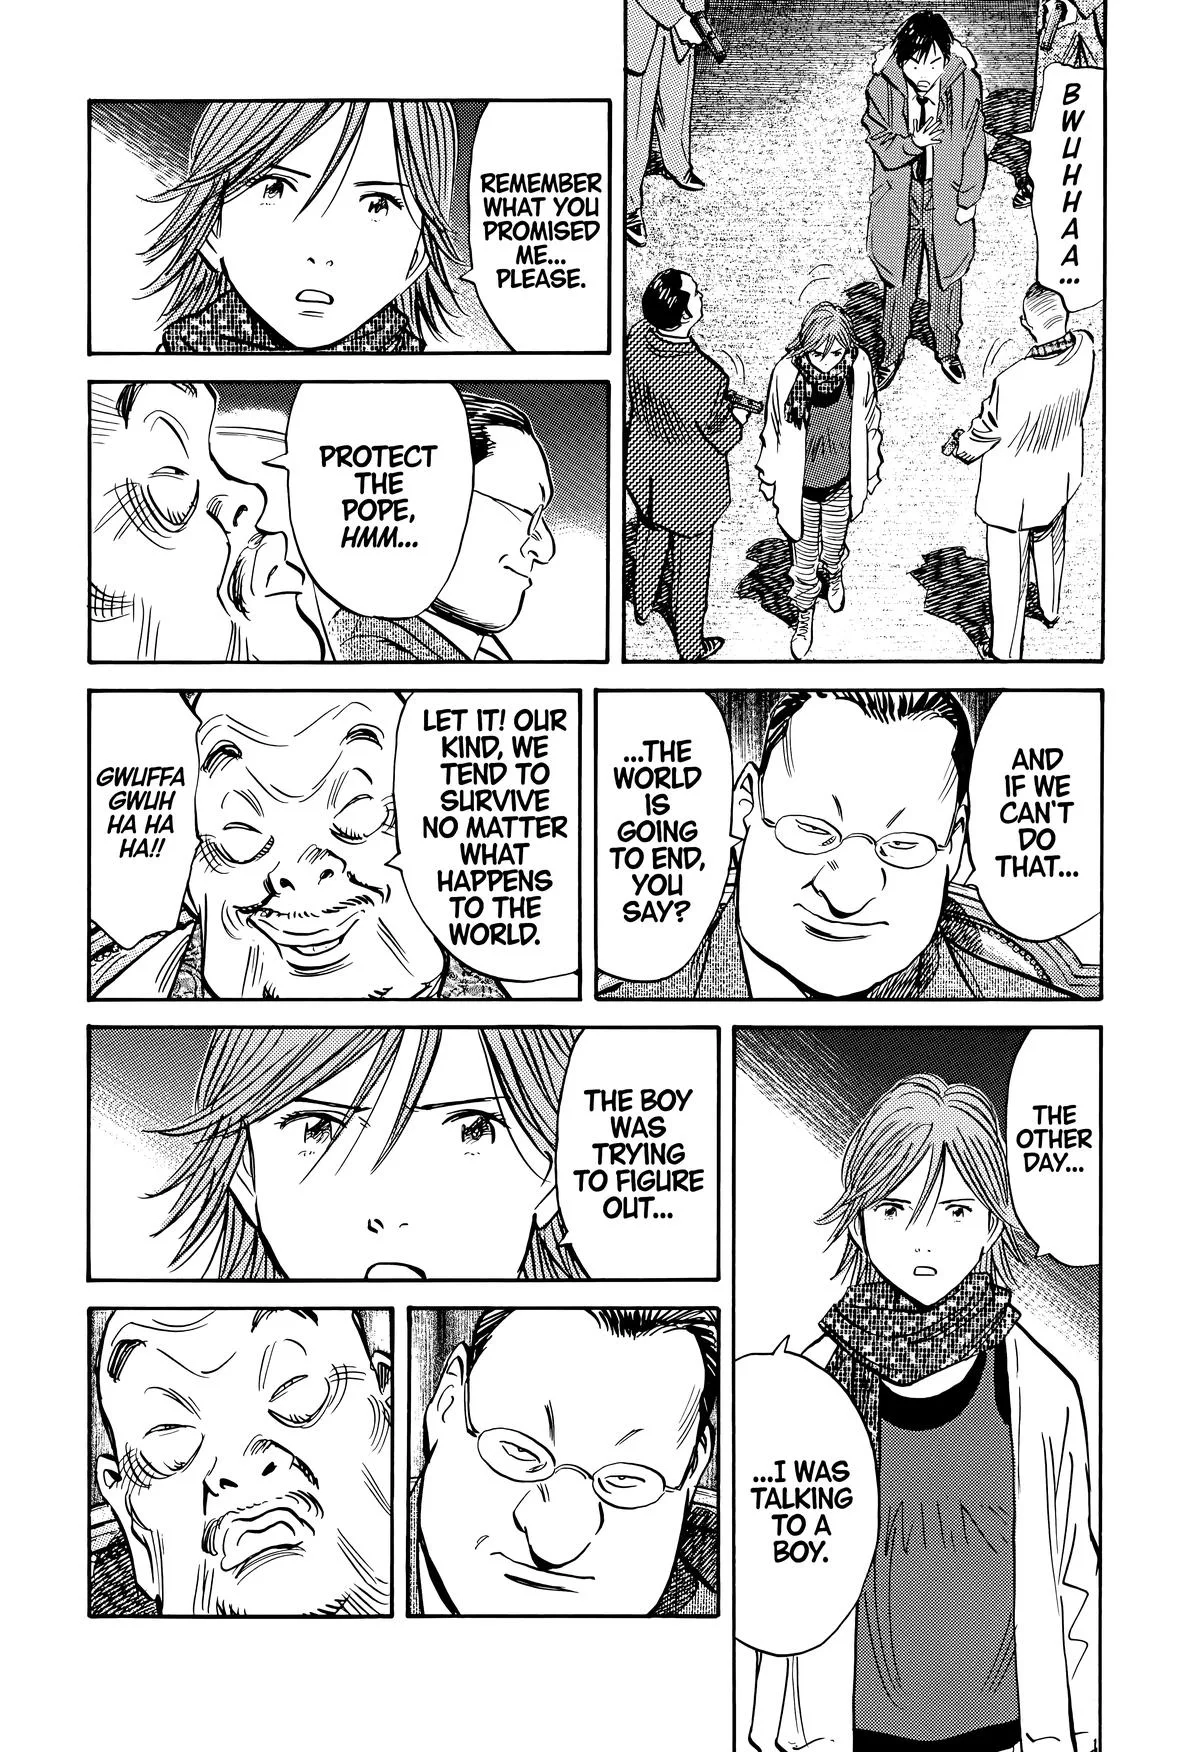 BWUHHAA...
REMEMBER
WHAT YOU
PROMISED
ME...
PLEASE.
PROTECT
THE
POPE,
HMM...
AND
IF WE
CAN'T
DO
THAT...
...THE
WORLD
IS
GOING
TO END,
YOU
SAY?
LET IT! OUR
KIND, WE
TEND TO
SURVIVE
NO MATTER
WHAT
HAPPENS
TO THE
WORLD.
GWUFFA
GWUH
HA HA
HA!!
THE
OTHER
DAY...
...I WAS
TALKING
TO A
BOY.
THE BOY
WAS
TRYING
TO FIGURE
OUT...